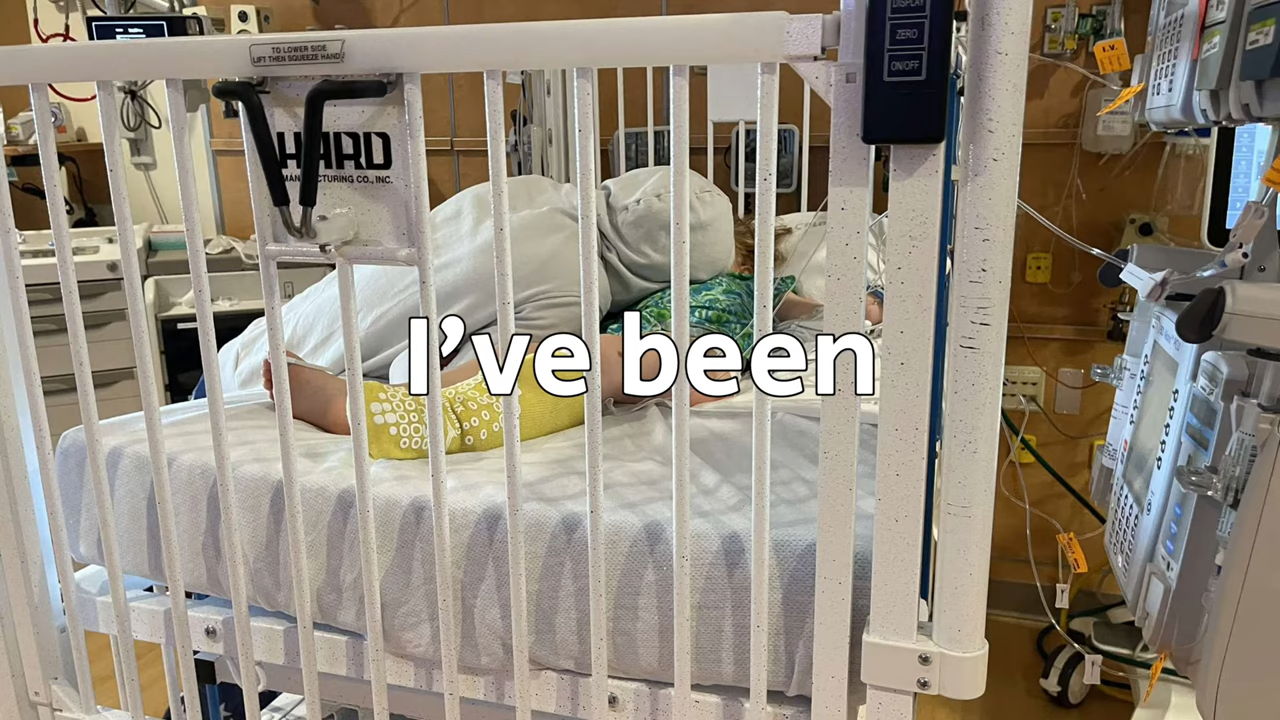 TO LOWER SIDE
LIFT THEN SQUEEZE HAND
HARD
MANUFACTURING CO., INC.
DISPLAY
ZERO
ON/OFF
I.V.
I’ve been